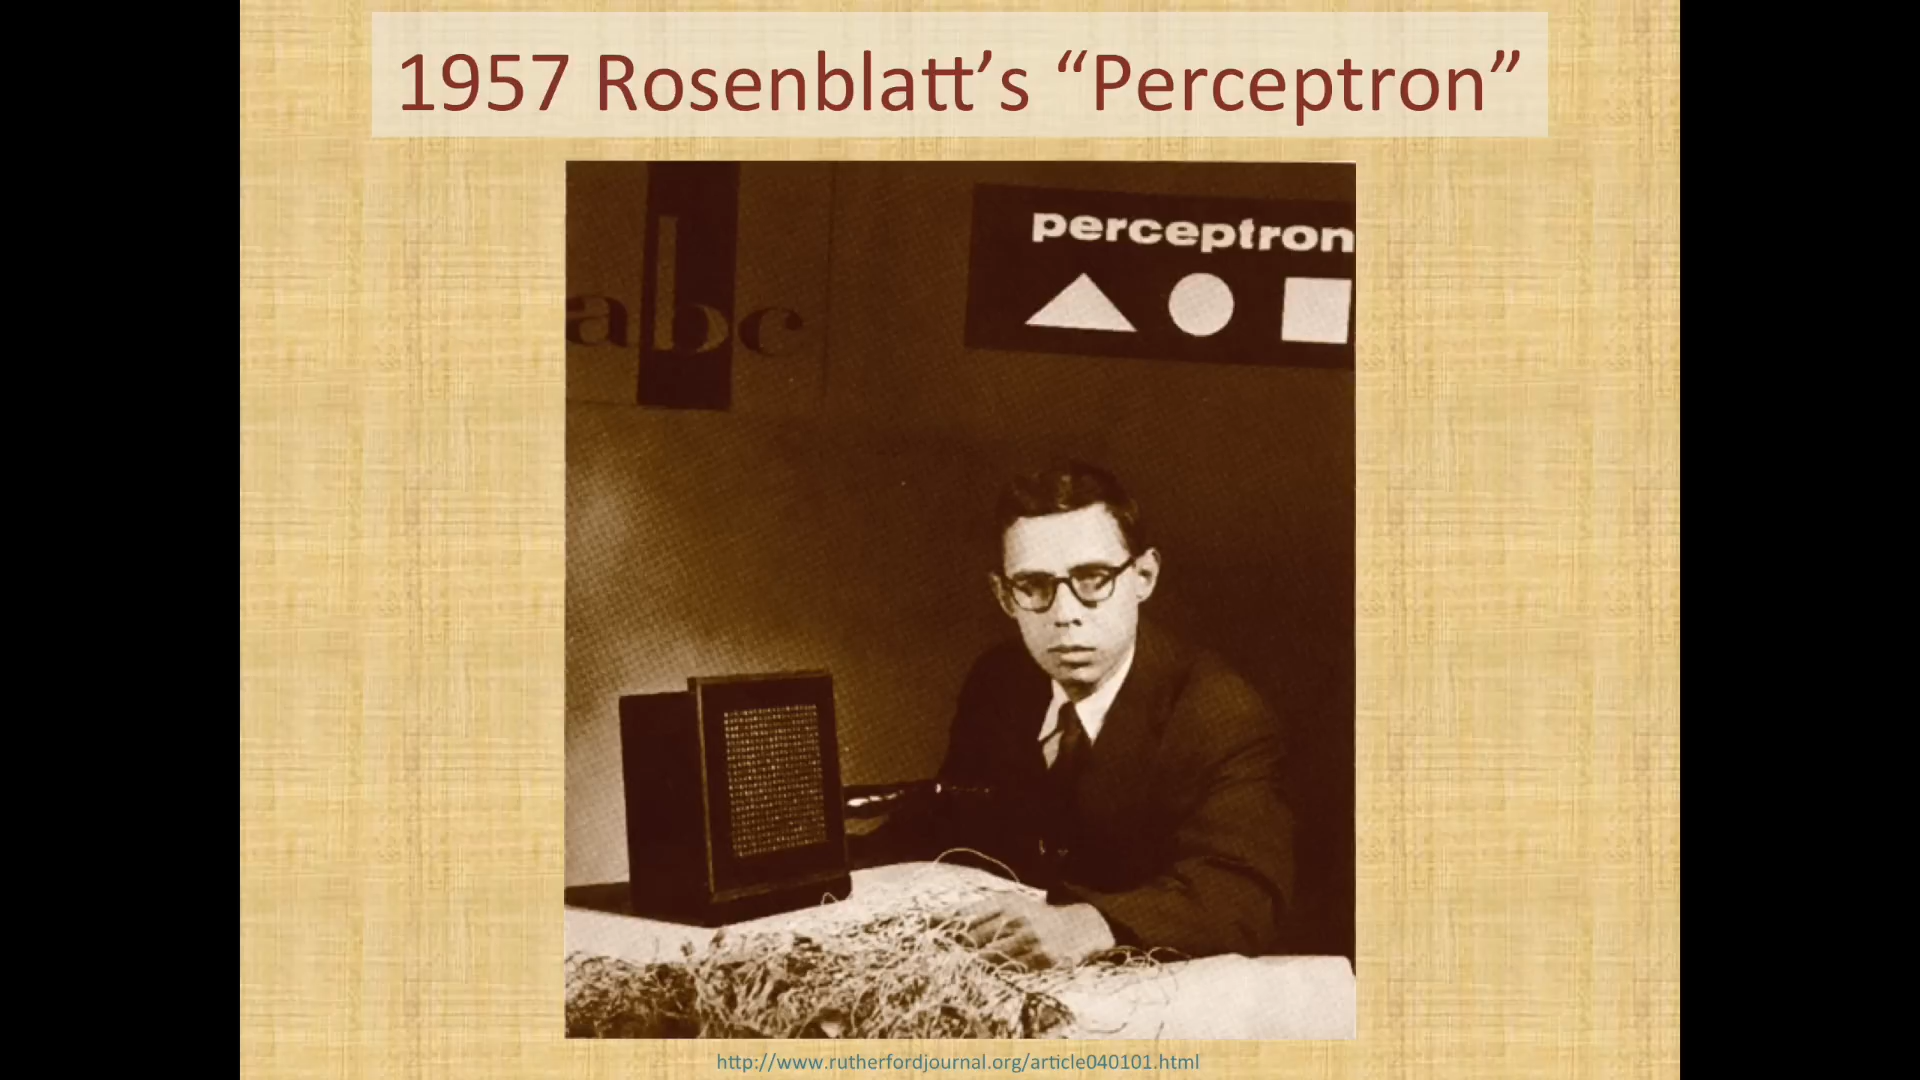 1957 Rosenblatt’s “Perceptron”
abc
perceptron
http://www.rutherfordjournal.org/article040101.html